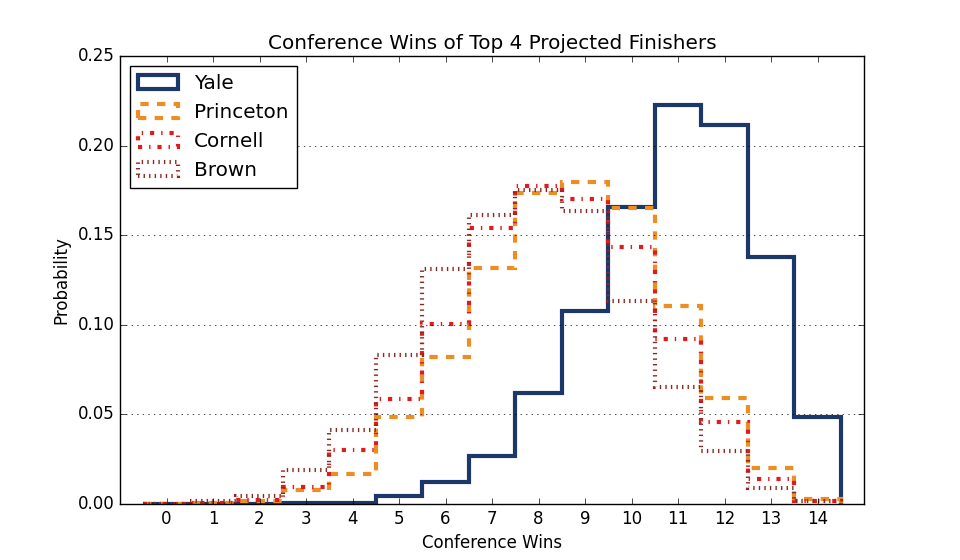 Conference Wins of Top 4 Projected Finishers
Yale
Princeton
Cornell
Brown
0.25
0.20
0.15
0.10
0.05
0.00
Probability
0 1 2 3 4 5 6 7 8 9 10 11 12 13 14
Conference Wins